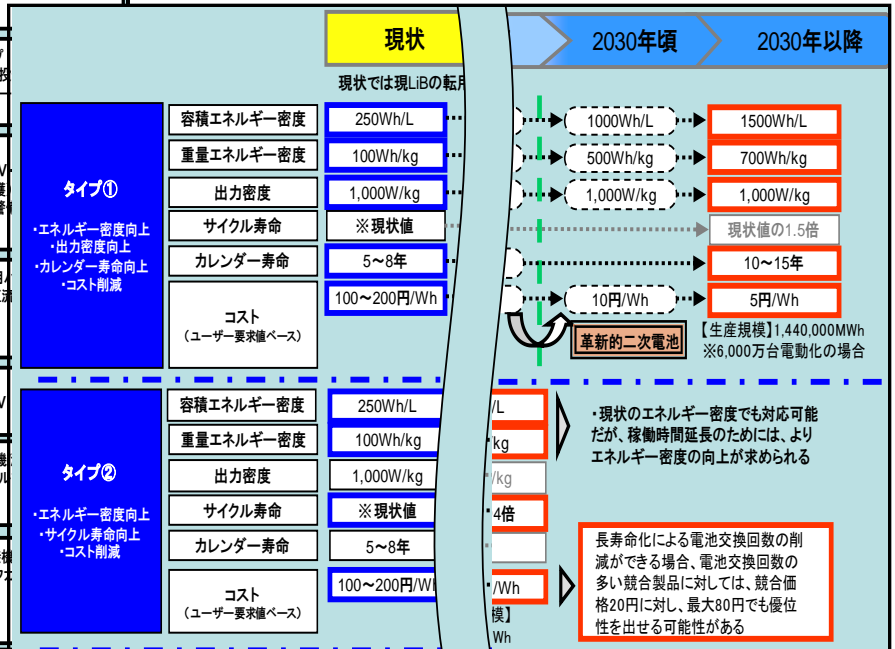 現状
2030年頃
2030年以降
現状では現LiBの転用
タイプ①
・エネルギー密度向上
・出力密度向上
・カレンダー寿命向上
・コスト削減
容積エネルギー密度
250Wh/L
1000Wh/L
1500Wh/L
重量エネルギー密度
100Wh/kg
500Wh/kg
700Wh/kg
出力密度
1,000W/kg
1,000W/kg
1,000W/kg
サイクル寿命
※現状値
現状値の1.5倍
カレンダー寿命
5～8年
10～15年
コスト
(ユーザー要求値ベース)
100～200円/Wh
10円/Wh
5円/Wh
革新的二次電池
【生産規模】1,440,000MWh
※6,000万台電動化の場合
タイプ②
・エネルギー密度向上
・サイクル寿命向上
・コスト削減
容積エネルギー密度
250Wh/L
/L
重量エネルギー密度
100Wh/kg
kg
出力密度
1,000W/kg
/kg
サイクル寿命
※現状値
4倍
カレンダー寿命
5～8年
コスト
(ユーザー要求値ベース)
100～200円/W
/Wh
模】
Wh
・現状のエネルギー密度でも対応可能
だが、稼働時間延長のためには、より
エネルギー密度の向上が求められる
長寿命化による電池交換回数の削
減ができる場合、電池交換回数の
多い競合製品に対しては、競合価
格20円に対し、最大80円でも優位
性を出せる可能性がある